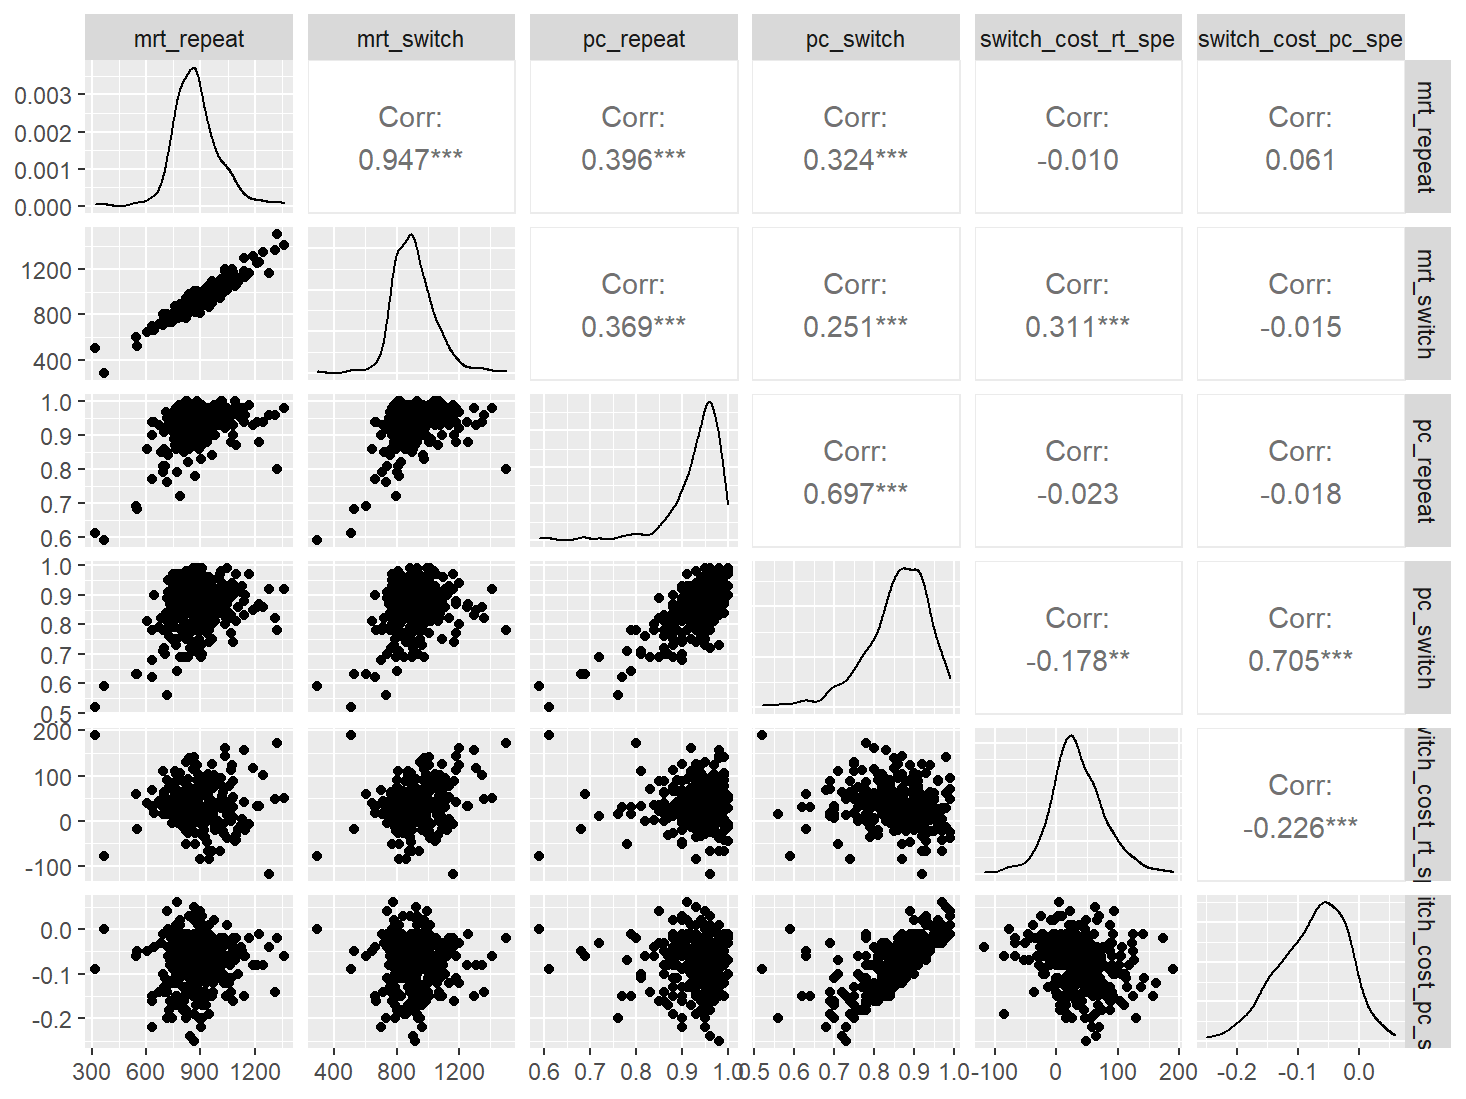 mrt_repeat mrt_switch pc_repeat pc_switch switch_cost_rt_spe switch_cost_pc_spe
0.003
0.002
0.001
0.000
Corr:
0.947***
Corr:
0.396***
Corr:
0.324***
Corr:
-0.010
Corr:
0.061
mrt_repeat
1200
800
400
Corr:
0.369***
Corr:
0.251***
Corr:
0.311***
Corr:
-0.015
mrt_switch
1.0
0.9
0.8
0.7
0.6
Corr:
0.697***
Corr:
-0.023
Corr:
-0.018
pc_repeat
1.0
0.9
0.8
0.7
0.6
0.5
Corr:
-0.178**
Corr:
0.705***
pc_switch
200
100
0
-100
Corr:
-0.226***
witch_cost_rt_s
0.0
-0.1
-0.2
itch_cost_pc_s
300 600 900 1200
400 800 1200
0.6 0.7 0.8 0.9 1.0
0.5 0.6 0.7 0.8 0.9 1.0
-100 0 100 200
-0.2 -0.1 0.0